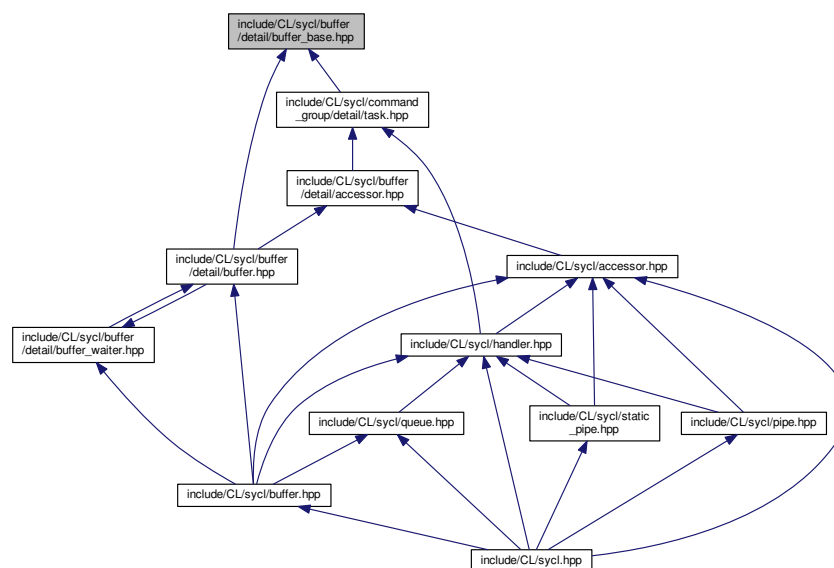 include/CL/sycl/buffer
/detail/buffer_base.hpp
include/CL/sycl/command
_group/detail/task.hpp
include/CL/sycl/buffer
/detail/accessor.hpp
include/CL/sycl/buffer
/detail/buffer.hpp
include/CL/sycl/accessor.hpp
include/CL/sycl/buffer
/detail/buffer_waiter.hpp
include/CL/sycl/handler.hpp
include/CL/sycl/queue.hpp
include/CL/sycl/static
_pipe.hpp
include/CL/sycl/pipe.hpp
include/CL/sycl/buffer.hpp
include/CL/sycl.hpp